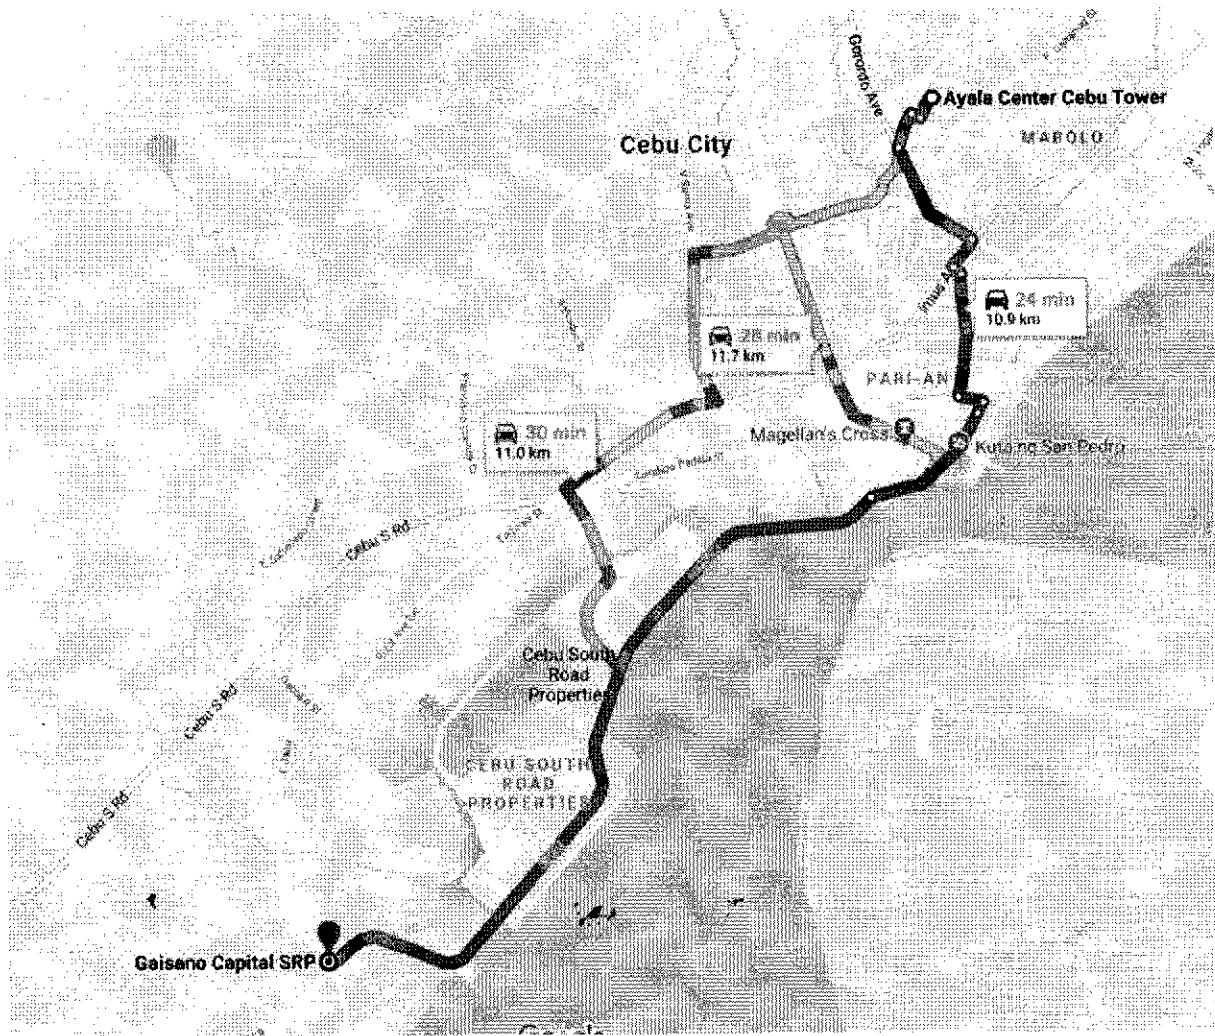 Gorordo Ave
Ayala Center Cebu Tower
MABOLO
Cebu City
24 min
10.9 km
28 min
11.7 km
PARI-AN
30 min
11.0 km
Magellan's Cross
Kutang San Pedro
Cebu S Rd
Cebu South
Road
Properties
Cebu S Rd
CEBU SOUTH
ROAD
PROPERTIES
Cebu S Rd
Gaisano Capital SRP
Google